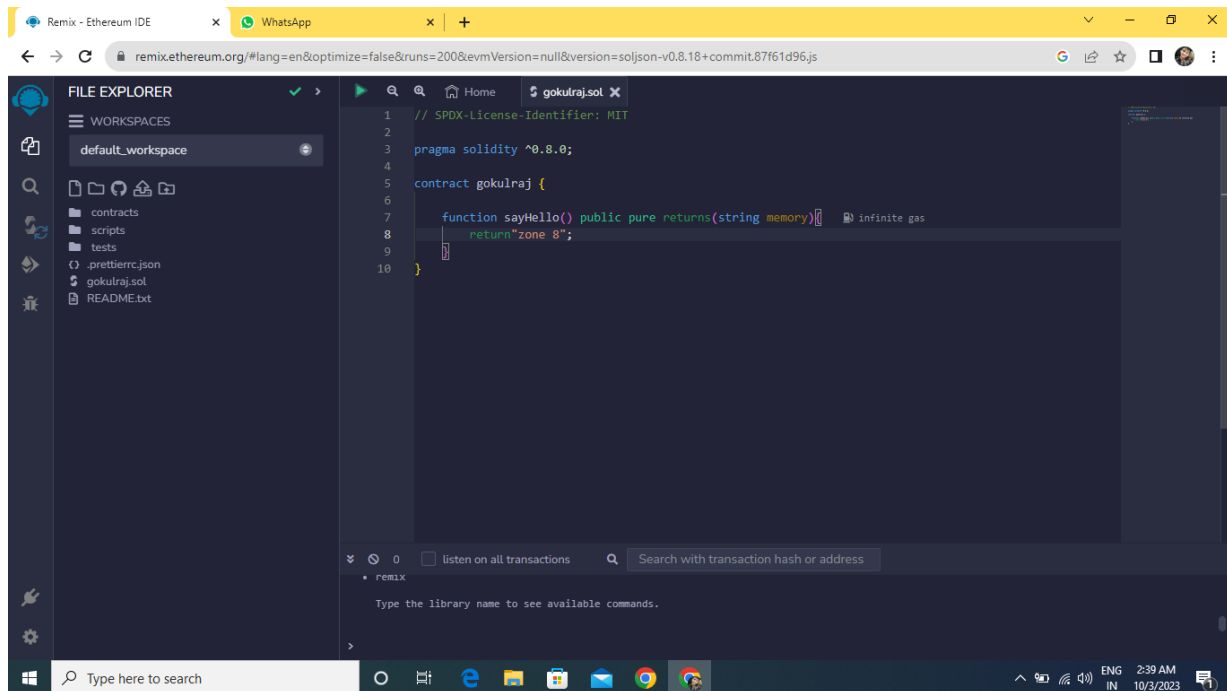 Remix - Ethereum IDE
WhatsApp
remix.ethereum.org/#lang=en&optimize=false&runs=200&evmVersion=null&version=soljson-v0.8.18+commit.87f61d96.js
FILE EXPLORER
WORKSPACES
default_workspace
contracts
scripts
tests
.prettierrc.json
gokulraj.sol
README.txt
Home
gokulraj.sol
1 // SPDX-License-Identifier: MIT
2
3 pragma solidity ^0.8.0;
4
5 contract gokulraj {
6
7 function sayHello() public pure returns(string memory){ infinite gas
8 return"zone 8";
9 }
10 }
0 listen on all transactions Search with transaction hash or address
remix
Type the library name to see available commands.
>
Type here to search
ENG 2:39 AM
IN 10/3/2023
1